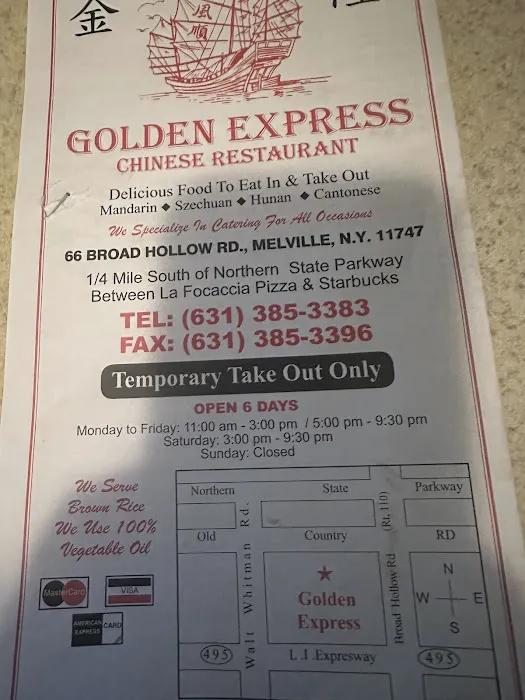 金
風
順
GOLDEN EXPRESS
CHINESE RESTAURANT
Delicious Food To Eat In & Take Out
Mandarin ◆ Szechuan ◆ Hunan ◆ Cantonese
We Specialize In Catering For All Occasions
66 BROAD HOLLOW RD., MELVILLE, N.Y. 11747
1/4 Mile South of Northern State Parkway
Between La Focaccia Pizza & Starbucks
TEL: (631) 385-3383
FAX: (631) 385-3396
Temporary Take Out Only
OPEN 6 DAYS
Monday to Friday: 11:00 am - 3:00 pm / 5:00 pm - 9:30 pm
Saturday: 3:00 pm - 9:30 pm
Sunday: Closed
We Serve
Brown Rice
We Use 100%
Vegetable Oil
MasterCard
VISA
AMERICAN EXPRESS
CARD
Northern State Parkway
Old Country RD
Walt Whitman Rd.
Broad Hollow Rd (Rt. 110)
★
Golden
Express
N
W E
S
495 L.I.Expresway 495